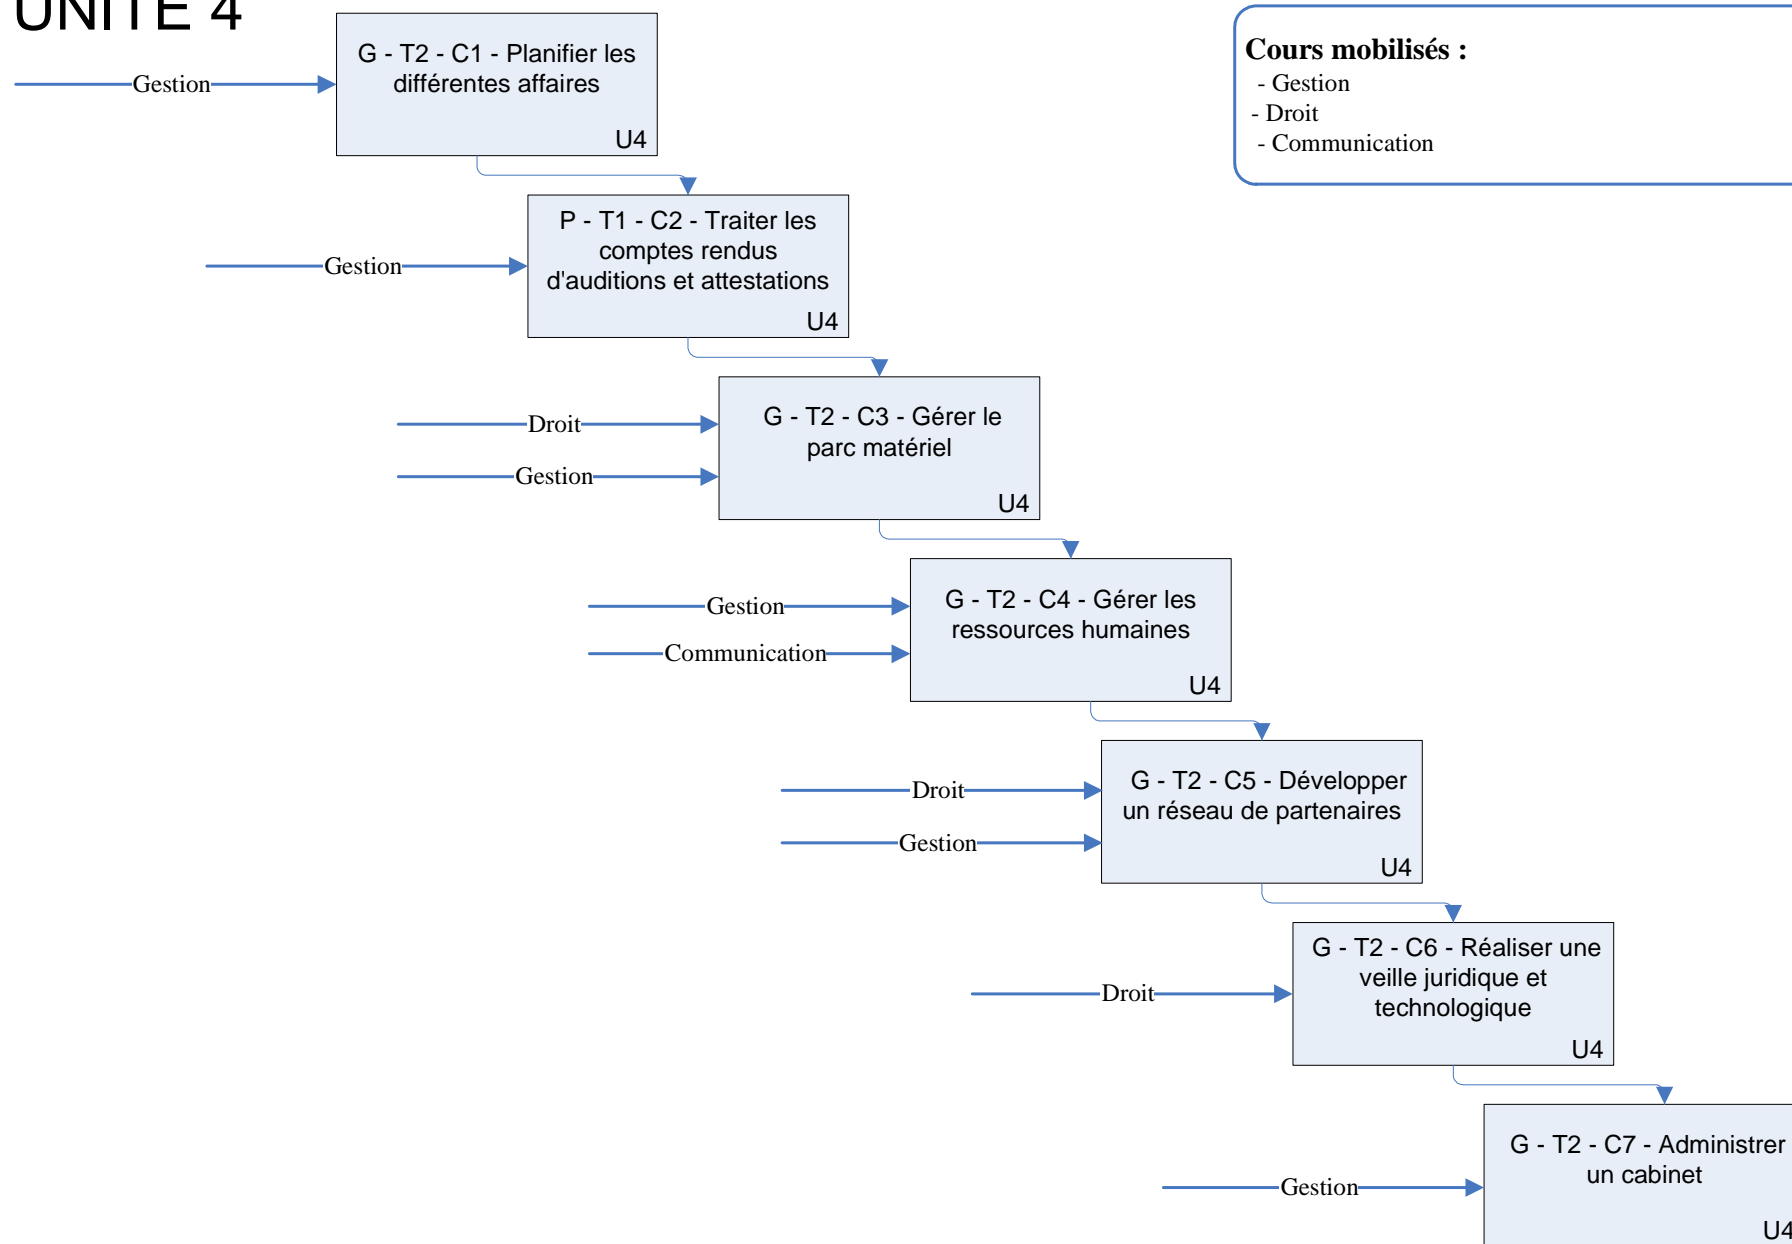 UNITE 4
G - T2 - C1 - Planifier les
différentes affaires
U4
Gestion
Cours mobilisés :
- Gestion
- Droit
- Communication
P - T1 - C2 - Traiter les
comptes rendus
d'auditions et attestations
U4
Gestion
G - T2 - C3 - Gérer le
parc matériel
U4
Droit
Gestion
G - T2 - C4 - Gérer les
ressources humaines
U4
Gestion
Communication
G - T2 - C5 - Développer
un réseau de partenaires
U4
Droit
Gestion
G - T2 - C6 - Réaliser une
veille juridique et
technologique
U4
Droit
G - T2 - C7 - Administrer
un cabinet
U4
Gestion